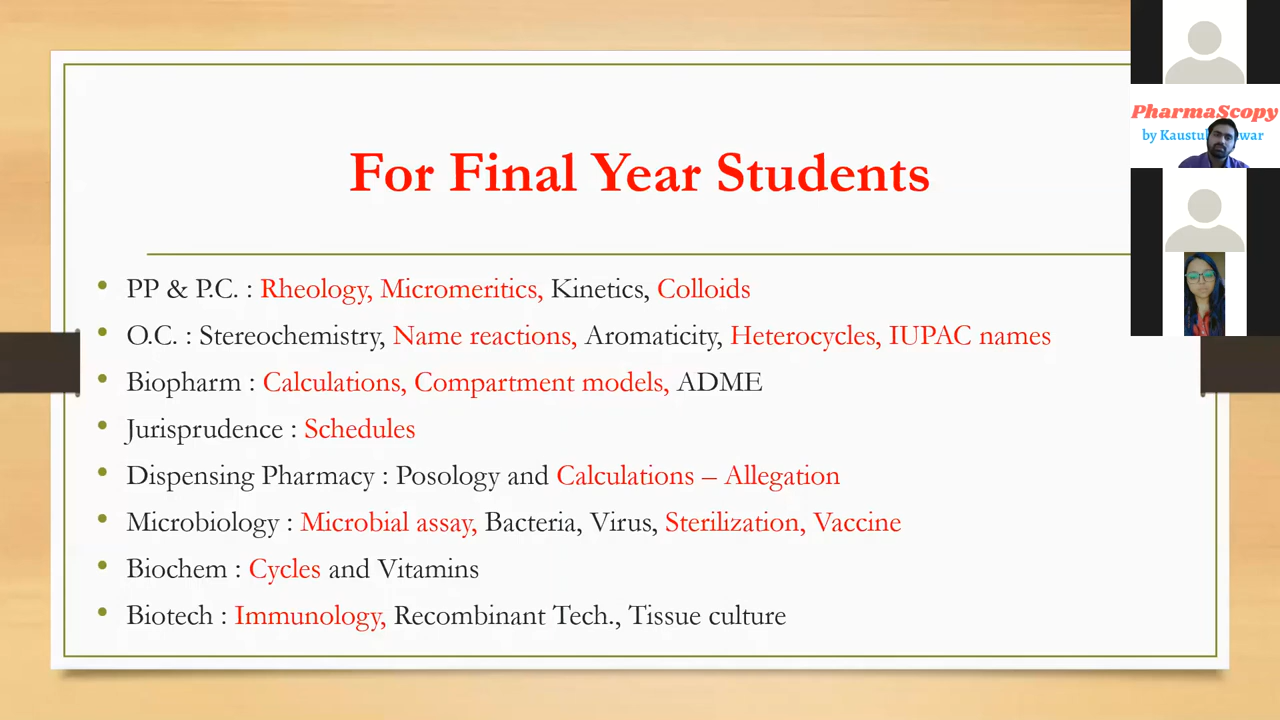 For Final Year Students
PP & P.C. : Rheology, Micromeritics, Kinetics, Colloids
O.C. : Stereochemistry, Name reactions, Aromaticity, Heterocycles, IUPAC names
Biopharm : Calculations, Compartment models, ADME
Jurisprudence : Schedules
Dispensing Pharmacy : Posology and Calculations – Allegation
Microbiology : Microbial assay, Bacteria, Virus, Sterilization, Vaccine
Biochem : Cycles and Vitamins
Biotech : Immunology, Recombinant Tech., Tissue culture
PharmaScopy
by